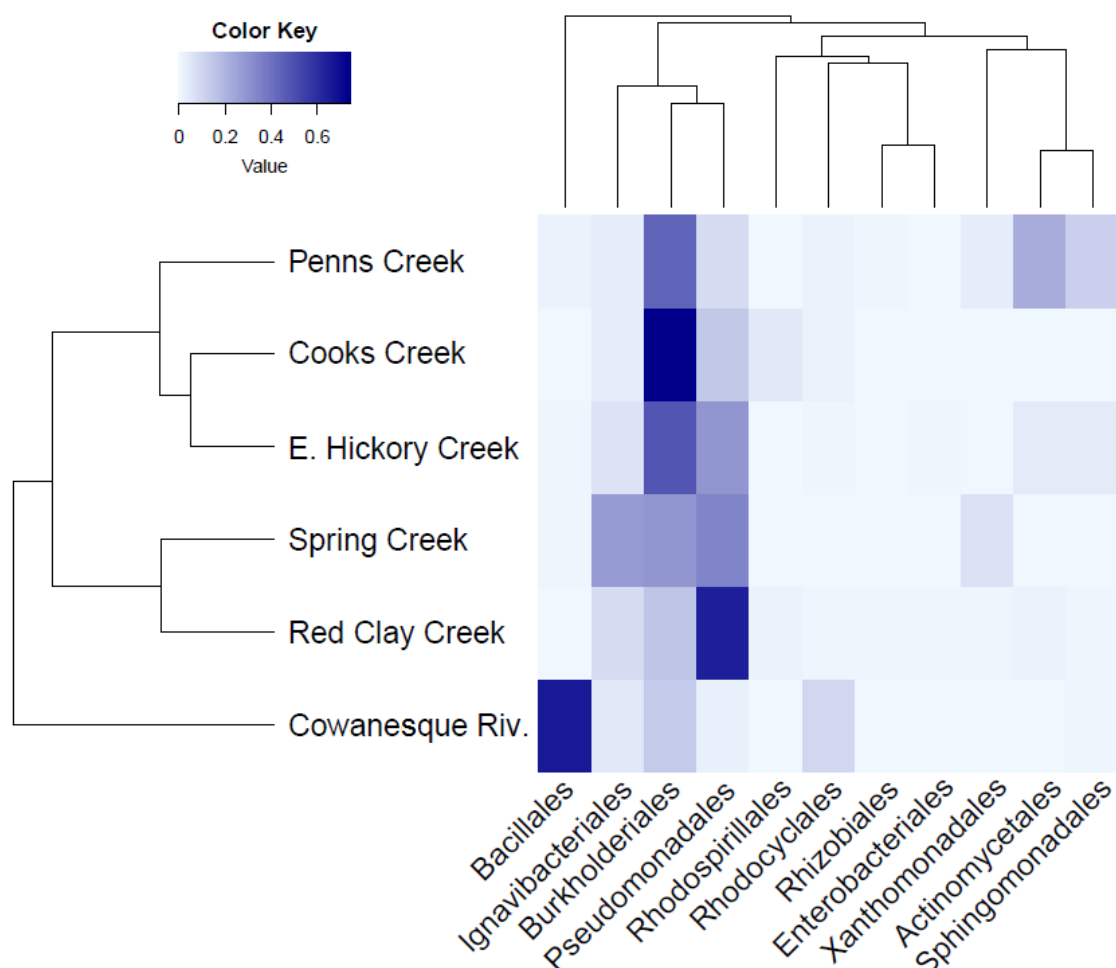 Color Key
0 0.2 0.4 0.6
Value
Penns Creek
Cooks Creek
E. Hickory Creek
Spring Creek
Red Clay Creek
Cowanesque Riv.
Bacillales
Ignavibacteriales
Burkholderiales
Pseudomonadales
Rhodospirillales
Rhodocyclales
Rhizobiales
Enterobacteriales
Xanthomonadales
Actinomycetales
Sphingomonadales